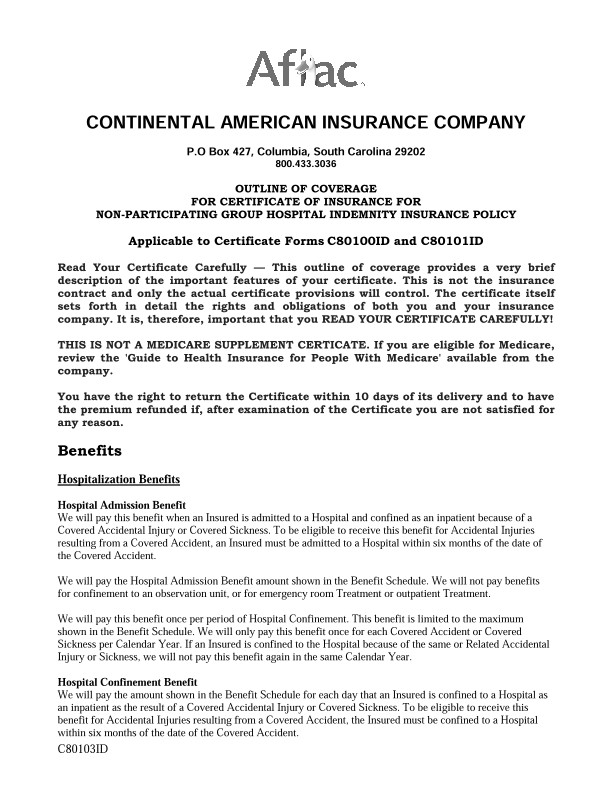 Aflac
CONTINENTAL AMERICAN INSURANCE COMPANY
P.O Box 427, Columbia, South Carolina 29202
800.433.3036
OUTLINE OF COVERAGE
FOR CERTIFICATE OF INSURANCE FOR
NON-PARTICIPATING GROUP HOSPITAL INDEMNITY INSURANCE POLICY
Applicable to Certificate Forms C80100ID and C80101ID
Read Your Certificate Carefully — This outline of coverage provides a very brief
description of the important features of your certificate. This is not the insurance
contract and only the actual certificate provisions will control. The certificate itself
sets forth in detail the rights and obligations of both you and your insurance
company. It is, therefore, important that you READ YOUR CERTIFICATE CAREFULLY!
THIS IS NOT A MEDICARE SUPPLEMENT CERTICATE. If you are eligible for Medicare,
review the 'Guide to Health Insurance for People With Medicare' available from the
company.
You have the right to return the Certificate within 10 days of its delivery and to have
the premium refunded if, after examination of the Certificate you are not satisfied for
any reason.
Benefits
Hospitalization Benefits
Hospital Admission Benefit
We will pay this benefit when an Insured is admitted to a Hospital and confined as an inpatient because of a
Covered Accidental Injury or Covered Sickness. To be eligible to receive this benefit for Accidental Injuries
resulting from a Covered Accident, an Insured must be admitted to a Hospital within six months of the date of
the Covered Accident.
We will pay the Hospital Admission Benefit amount shown in the Benefit Schedule. We will not pay benefits
for confinement to an observation unit, or for emergency room Treatment or outpatient Treatment.
We will pay this benefit once per period of Hospital Confinement. This benefit is limited to the maximum
shown in the Benefit Schedule. We will only pay this benefit once for each Covered Accident or Covered
Sickness per Calendar Year. If an Insured is confined to the Hospital because of the same or Related Accidental
Injury or Sickness, we will not pay this benefit again in the same Calendar Year.
Hospital Confinement Benefit
We will pay the amount shown in the Benefit Schedule for each day that an Insured is confined to a Hospital as
an inpatient as the result of a Covered Accidental Injury or Covered Sickness. To be eligible to receive this
benefit for Accidental Injuries resulting from a Covered Accident, the Insured must be confined to a Hospital
within six months of the date of the Covered Accident.
C80103ID